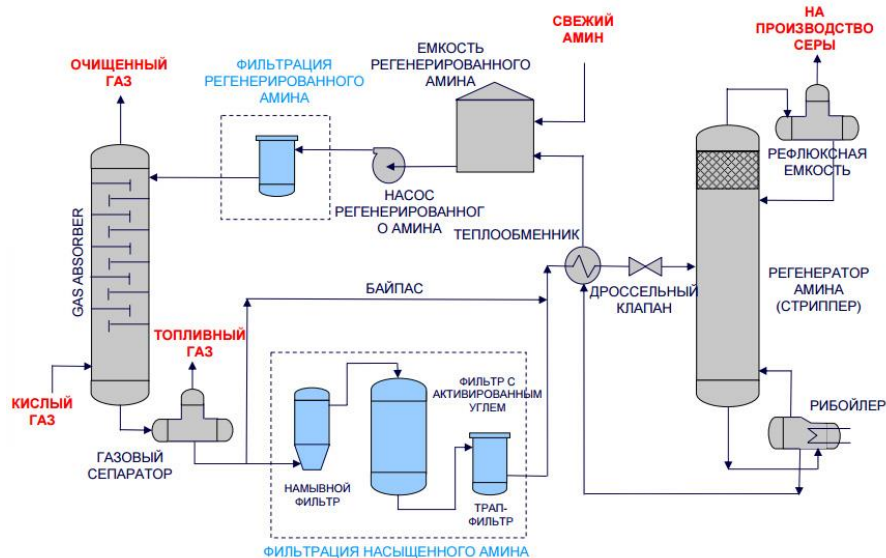 СВЕЖИЙ
АМИН
НА
ПРОИЗВОДСТВО
СЕРЫ
ОЧИЩЕННЫЙ
ГАЗ
ФИЛЬТРАЦИЯ
РЕГЕНЕРИРОВАННОГО
АМИНА
ЕМКОСТЬ
РЕГЕНЕРИРОВАННОГО
АМИНА
РЕФЛЮКСНАЯ
ЕМКОСТЬ
НАСОС
РЕГЕНЕРИРОВАННОГ
О АМИНА
ТЕПЛООБМЕННИК
GAS ABSORBER
БАЙПАС
ДРОССЕЛЬНЫЙ
КЛАПАН
РЕГЕНЕРАТОР
АМИНА
(СТРИППЕР)
ТОПЛИВНЫЙ
ГАЗ
КИСЛЫЙ
ГАЗ
ФИЛЬТР С
АКТИВИРОВАННЫМ
УГЛЕМ
РИБОЙЛЕР
ГАЗОВЫЙ
СЕПАРАТОР
НАМЫВНОЙ
ФИЛЬТР
ТРАП-
ФИЛЬТР
ФИЛЬТРАЦИЯ НАСЫЩЕННОГО АМИНА